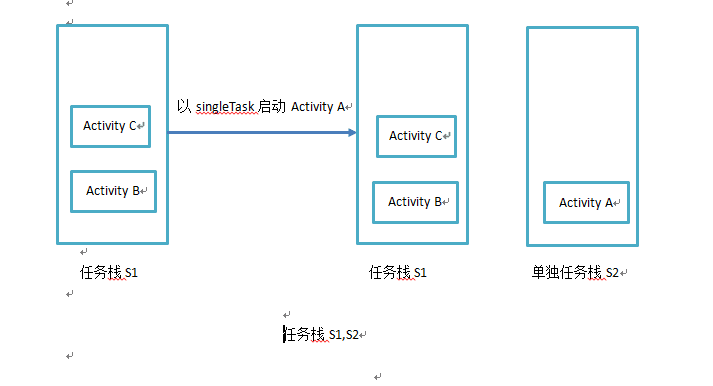 以 singleTask 启动 Activity A
Activity C
Activity B
Activity C
Activity B
Activity A
任务栈 S1
任务栈 S1
单独任务栈 S2
任务栈 S1,S2